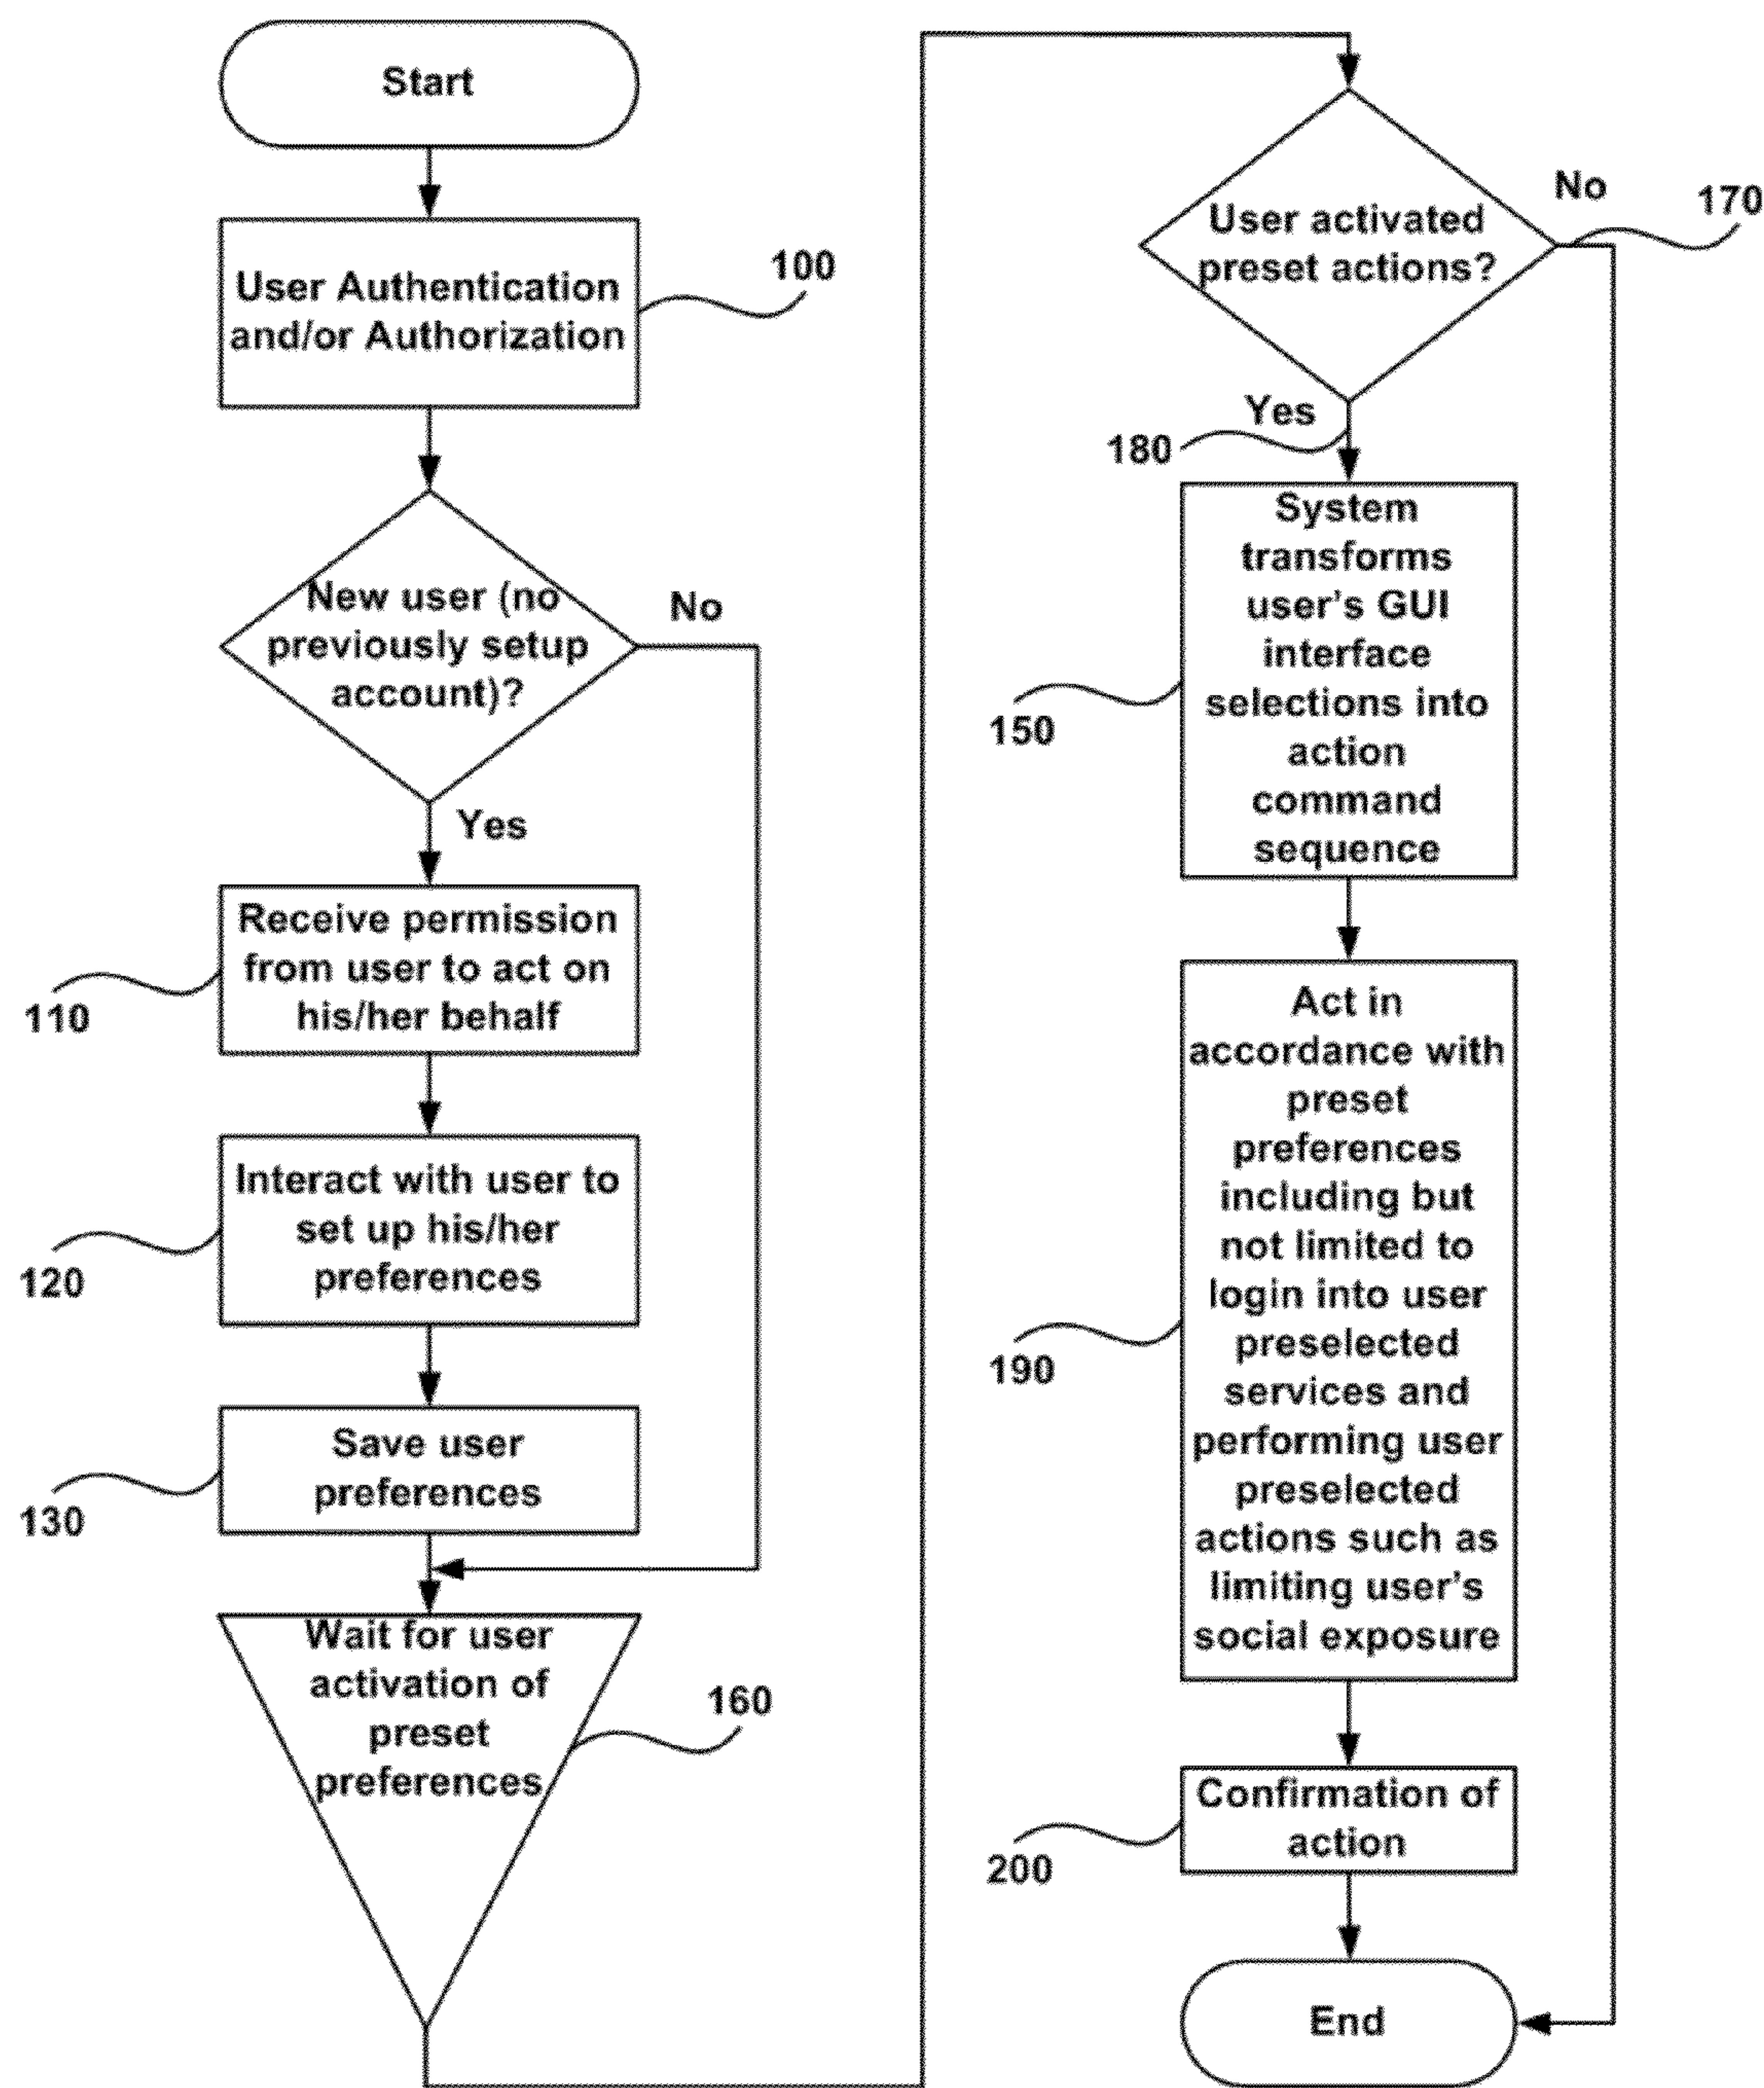 Start
User Authentication
and/or Authorization
100
New user (no
previously setup
account)?
No
Yes
Receive permission
from user to act on
his/her behalf
110
Interact with user to
set up his/her
preferences
120
Save user
preferences
130
Wait for user
activation of
preset
preferences
160
User activated
preset actions?
No
170
Yes
180
System
transforms
user's GUI
interface
selections into
action
command
sequence
150
Act in
accordance with
preset
preferences
including but
not limited to
login into user
preselected
services and
performing user
preselected
actions such as
limiting user's
social exposure
190
Confirmation of
action
200
End